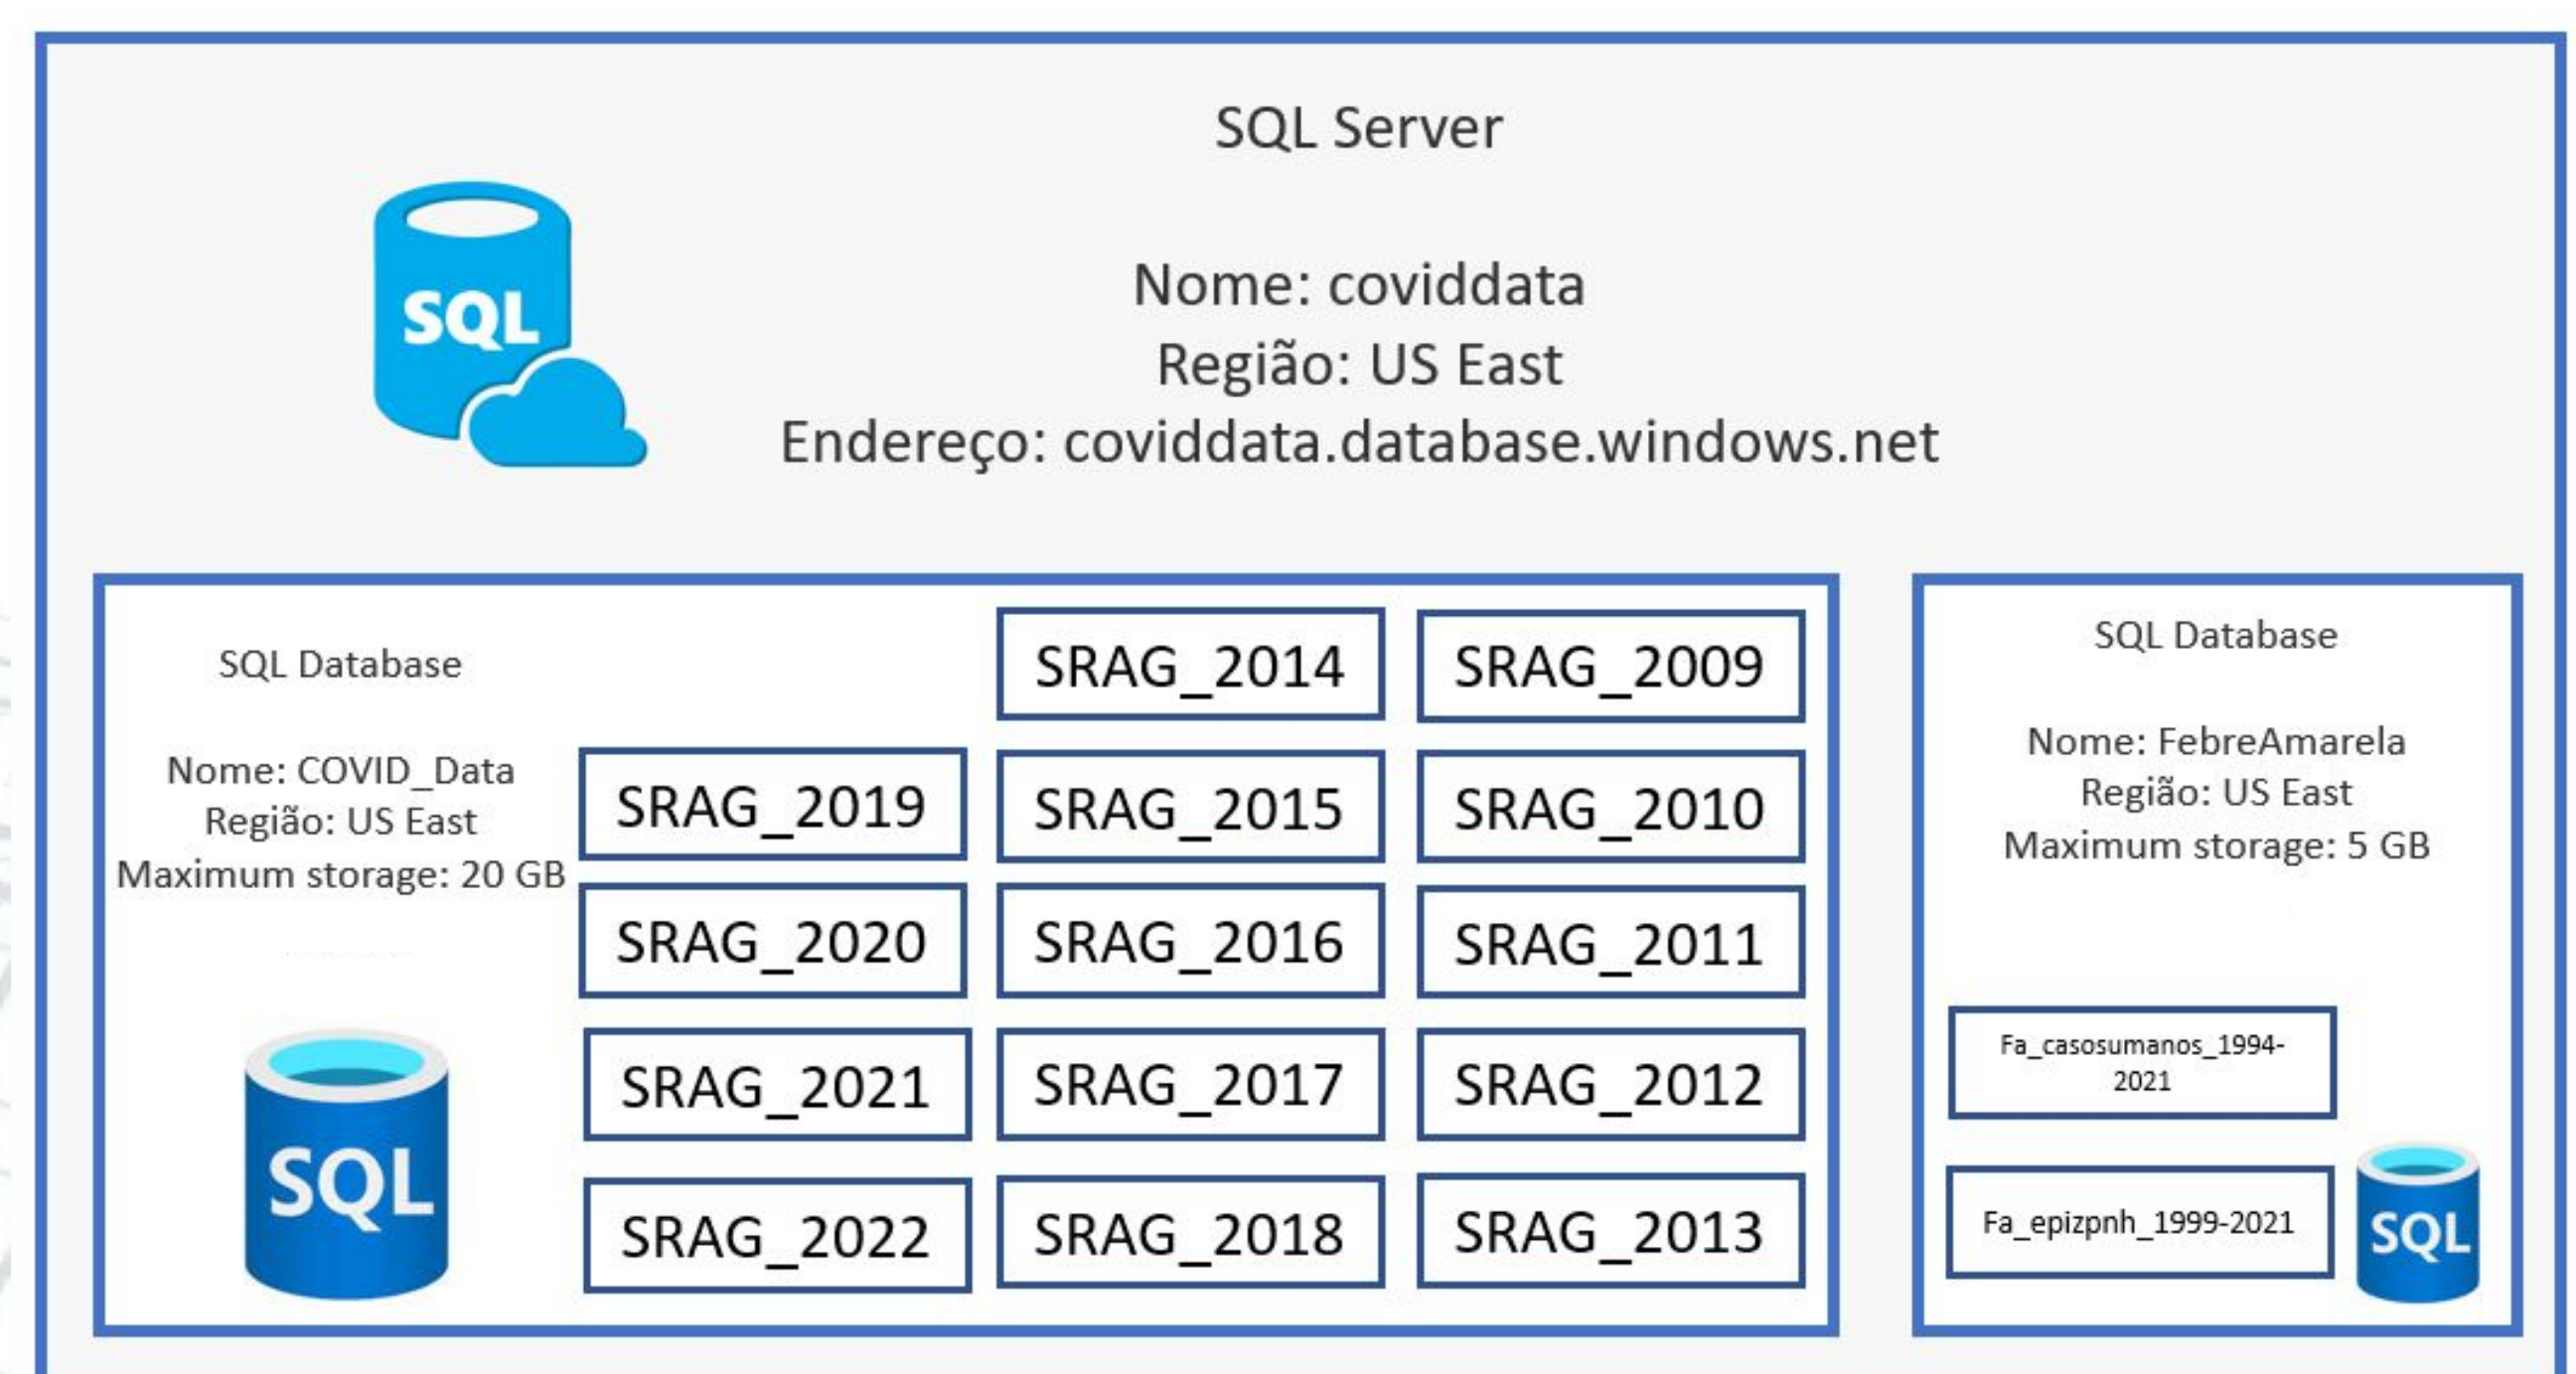 SQL Server
SQL
Nome: coviddata
Região: US East
Endereço: coviddata.database.windows.net
SQL Database
Nome: COVID_Data
Região: US East
Maximum storage: 20 GB
SQL
SRAG_2019
SRAG_2020
SRAG_2021
SRAG_2022
SRAG_2014
SRAG_2015
SRAG_2016
SRAG_2017
SRAG_2018
SRAG_2009
SRAG_2010
SRAG_2011
SRAG_2012
SRAG_2013
SQL Database
Nome: FebreAmarela
Região: US East
Maximum storage: 5 GB
Fa_casosumanos_1994-
2021
Fa_epizpnh_1999-2021
SQL